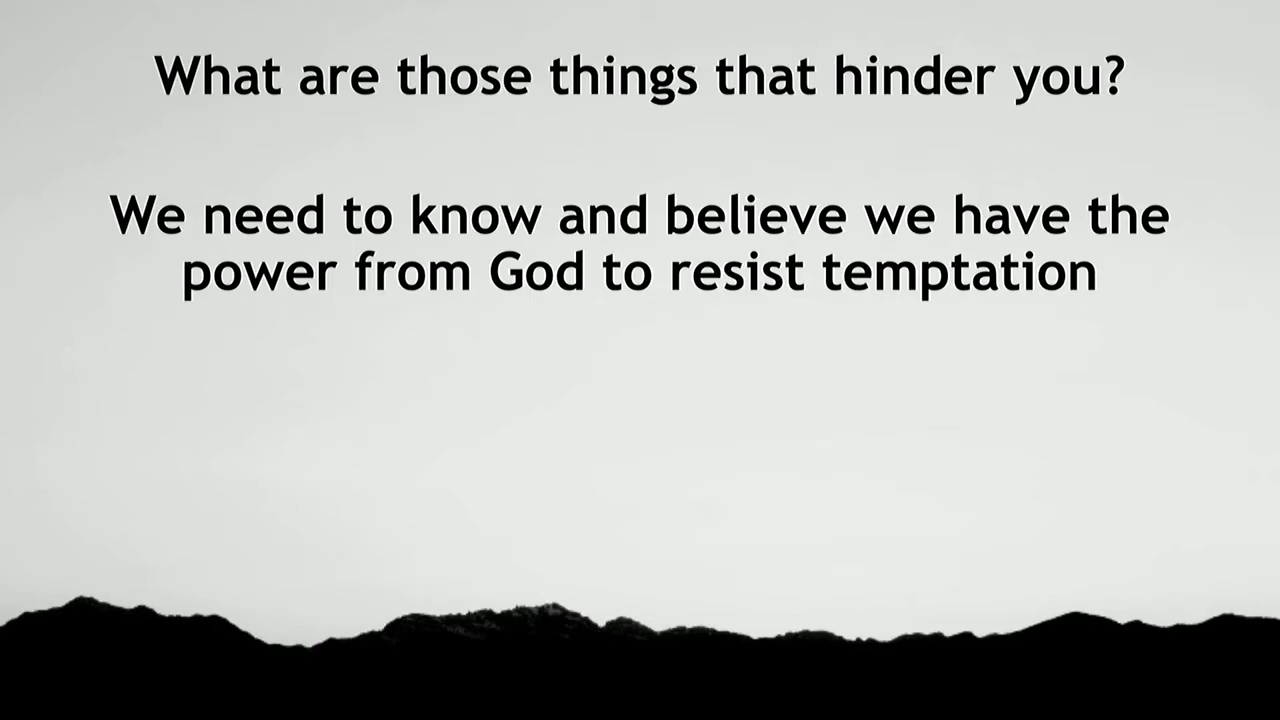 What are those things that hinder you?
We need to know and believe we have the
power from God to resist temptation